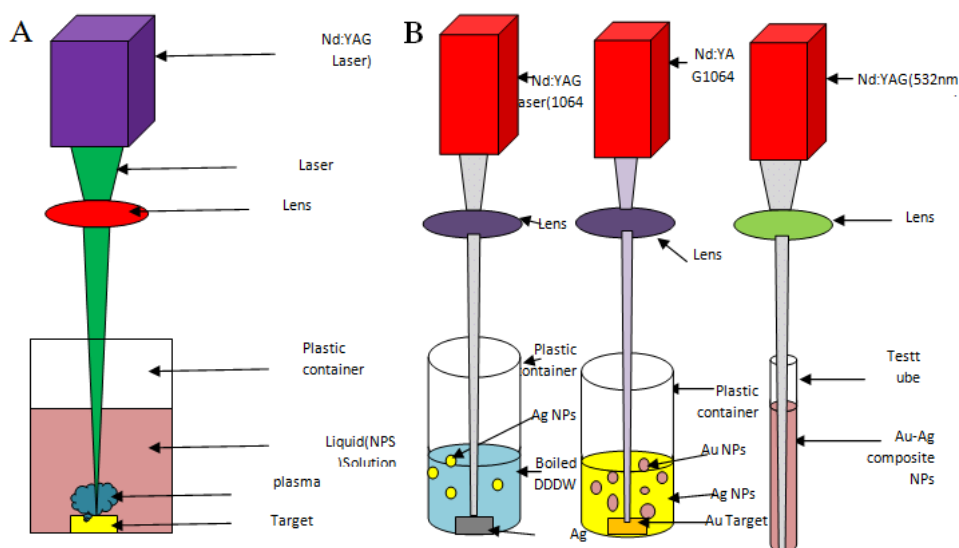 A
Nd:YAG
Laser)
Laser
Lens
Plastic
container
Liquid(NPS
)Solution
plasma
Target
B
Nd:YAG
aser(1064
Nd:YA
G1064
Nd:YAG(532nm
Lens
Lens
Lens
Plastic
container
Ag NPs
Boiled
DDDW
Ag
Plastic
container
Au NPs
Ag NPs
Au Target
Testt
ube
Au-Ag
composite
NPs